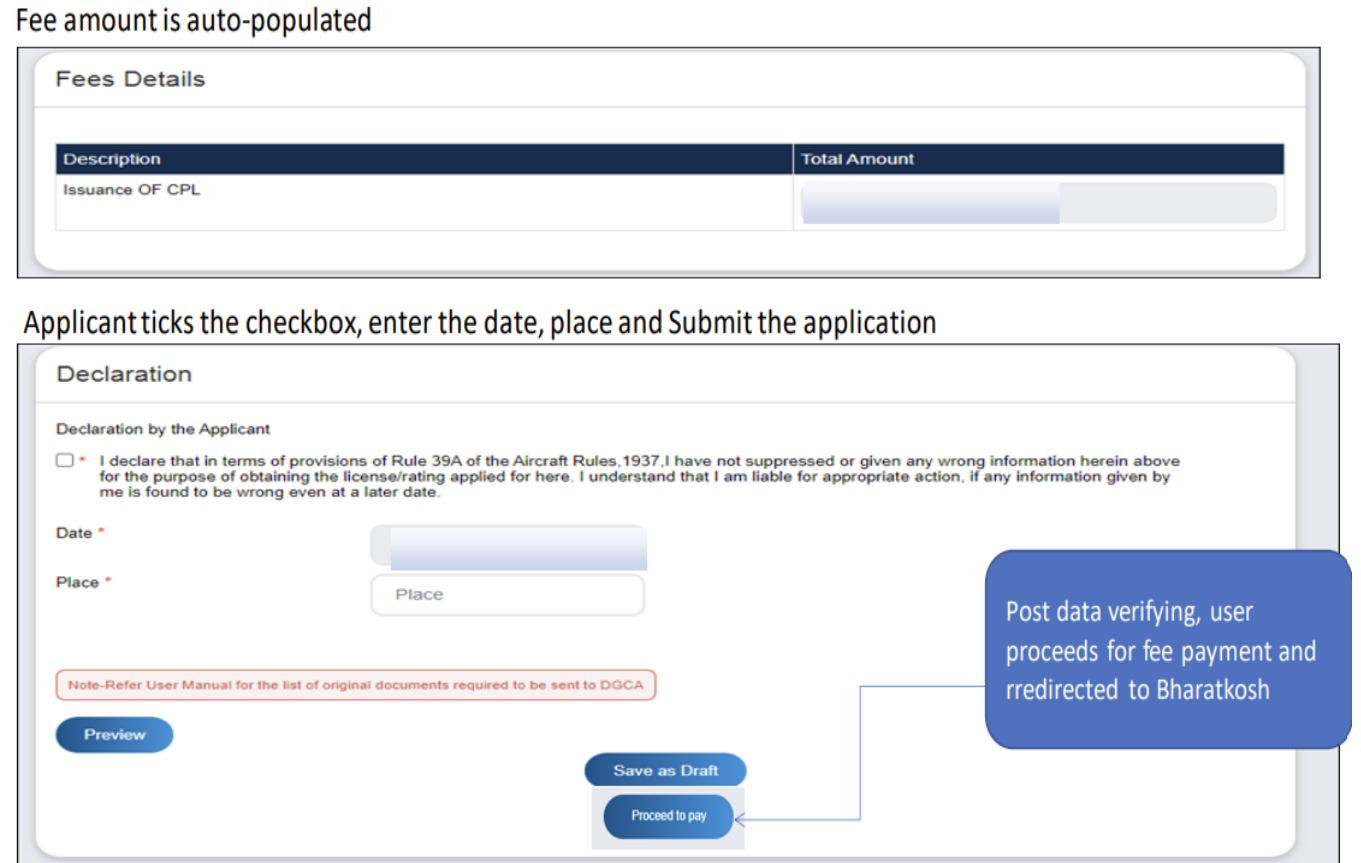 Fee amount is auto-populated
Fees Details
Description Total Amount
Issuance OF CPL
Applicant ticks the checkbox, enter the date, place and Submit the application
Declaration
Declaration by the Applicant
* I declare that in terms of provisions of Rule 39A of the Aircraft Rules,1937,I have not suppressed or given any wrong information herein above
for the purpose of obtaining the license/rating applied for here. I understand that I am liable for appropriate action, if any information given by
me is found to be wrong even at a later date.
Date *
Place *
Place
Post data verifying, user
proceeds for fee payment and
rredirected to Bharatkosh
Note-Refer User Manual for the list of original documents required to be sent to DGCA
Preview
Save as Draft
Proceed to pay